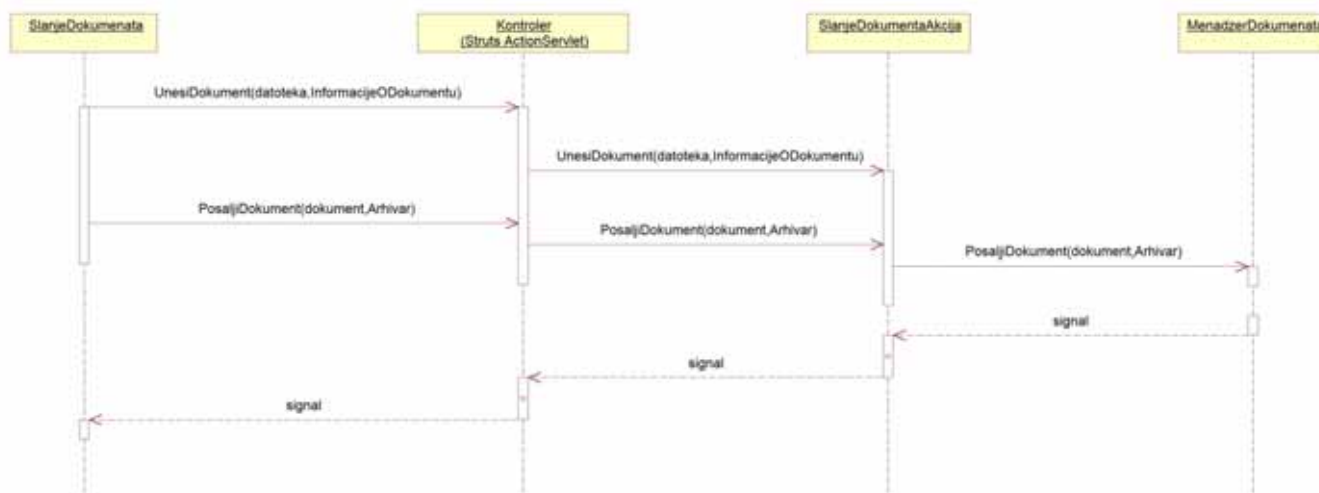 SlanjeDokumenata
Kontroler
(Struts ActionServlet)
SlanjeDokumentaAkcija
MenadzerDokumenata
UnesiDokument(datoteka,InformacijeODokumentu)
UnesiDokument(datoteka,InformacijeODokumentu)
PosaljiDokument(dokument,Arhivar)
PosaljiDokument(dokument,Arhivar)
PosaljiDokument(dokument,Arhivar)
signal
signal
signal